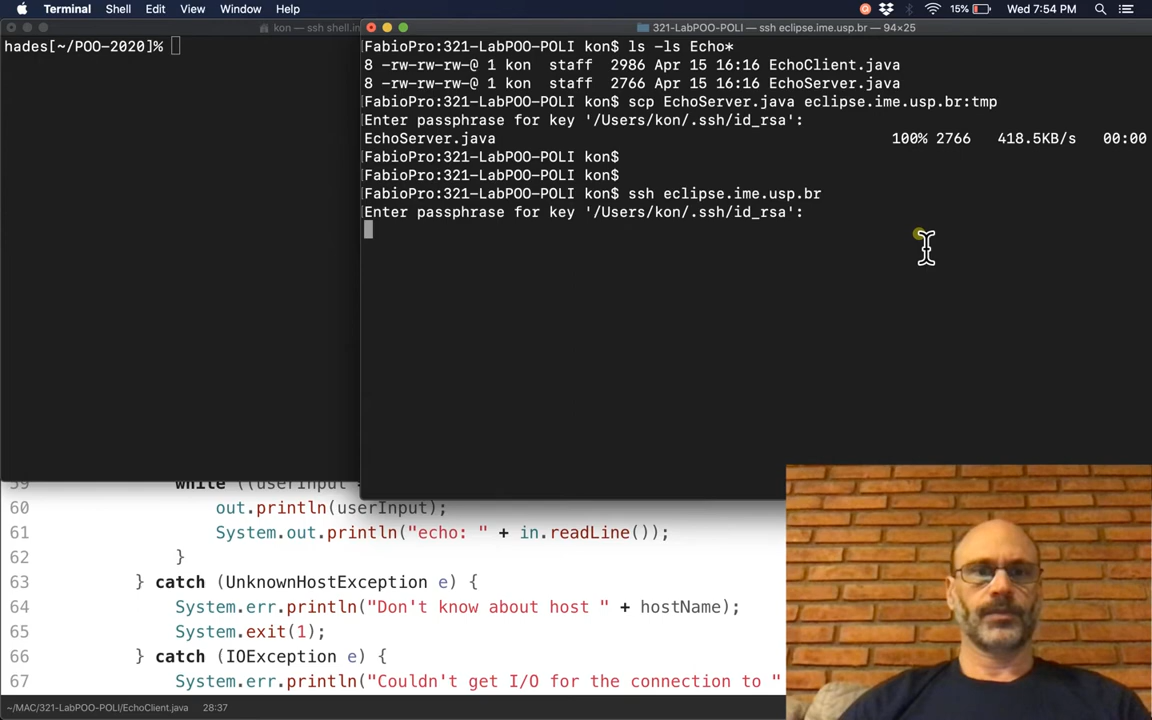 Terminal Shell Edit View Window Help 15% Wed 7:54 PM
kon — ssh shell.in
321-LabPOO-POLI — ssh eclipse.ime.usp.br — 94×25
hades[~/POO-2020]%
FabioPro:321-LabPOO-POLI kon$ ls -ls Echo*
8 -rw-rw-rw-@ 1 kon  staff  2986 Apr 15 16:16 EchoClient.java
8 -rw-rw-rw-@ 1 kon  staff  2766 Apr 15 16:16 EchoServer.java
FabioPro:321-LabPOO-POLI kon$ scp EchoServer.java eclipse.ime.usp.br:tmp
Enter passphrase for key '/Users/kon/.ssh/id_rsa':
EchoServer.java 100% 2766 418.5KB/s 00:00
FabioPro:321-LabPOO-POLI kon$
FabioPro:321-LabPOO-POLI kon$
FabioPro:321-LabPOO-POLI kon$ ssh eclipse.ime.usp.br
Enter passphrase for key '/Users/kon/.ssh/id_rsa':
59 while ((userInput =
60 out.println(userInput);
61 System.out.println("echo: " + in.readLine());
62 }
63 } catch (UnknownHostException e) {
64 System.err.println("Don't know about host " + hostName);
65 System.exit(1);
66 } catch (IOException e) {
67 System.err.println("Couldn't get I/O for the connection to "
~/MAC/321-LabPOO-POLI/EchoClient.java 28:37